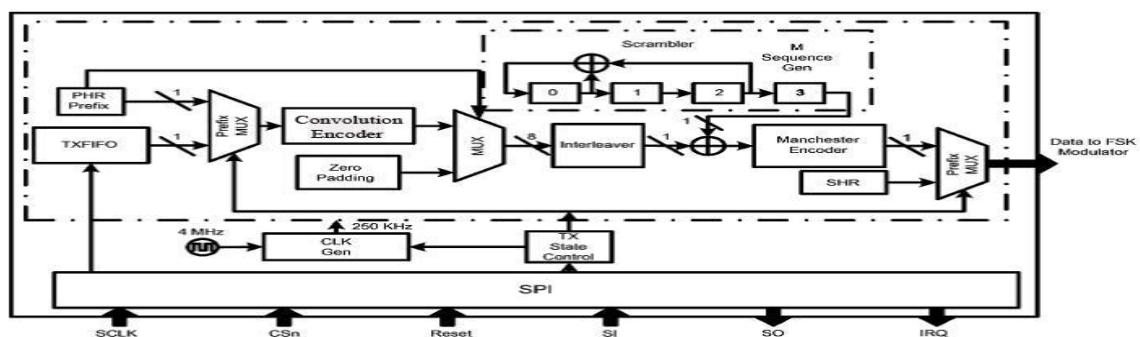 Scrambler
M
Sequence
Gen
PHR
Prefix
1
0
1
2
3
TXFIFO
1
Prefix
MUX
Convolution
Encoder
Zero
Padding
MUX
8
Interleaver
1
1
Manchester
Encoder
1
SHR
Prefix
MUX
Data to FSK
Modulator
4 MHz
250 KHz
CLK
Gen
TX
State
Control
SPI
SCLK
CSn
Reset
SI
SO
IRQ